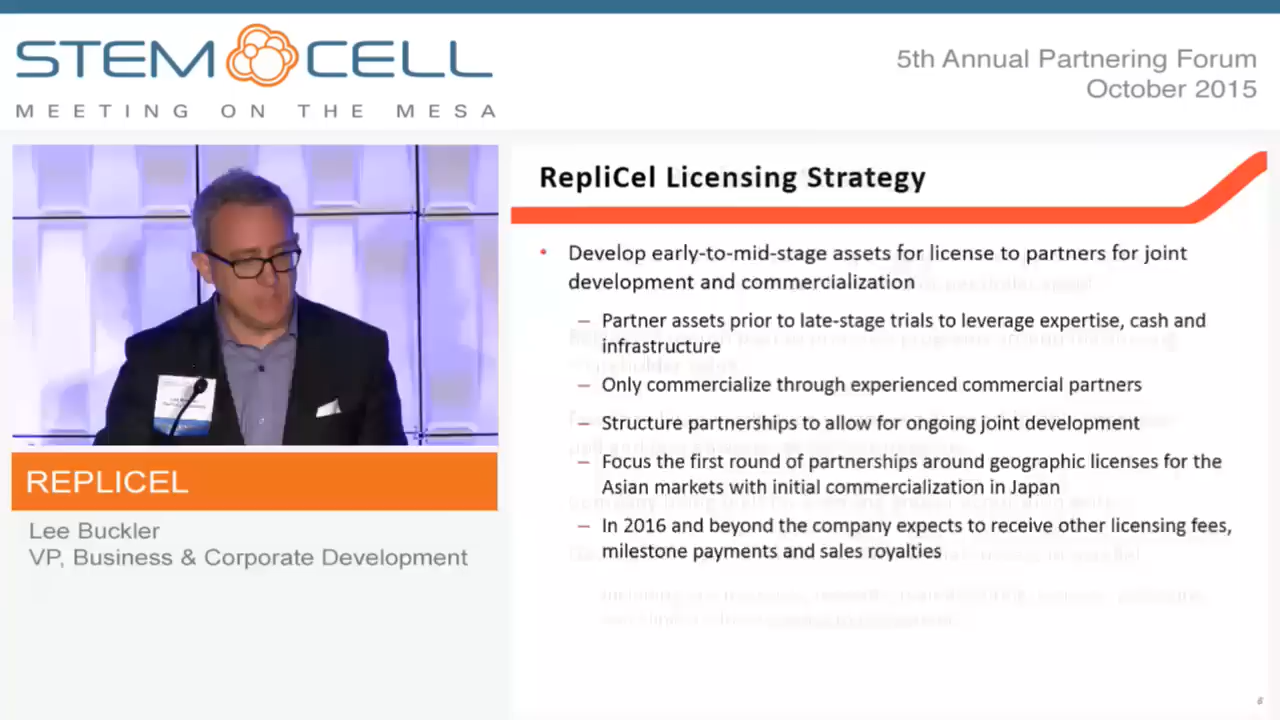 STEM CELL
MEETING ON THE MESA
5th Annual Partnering Forum
October 2015
RepliCel Licensing Strategy
• Develop early-to-mid-stage assets for license to partners for joint
development and commercialization
– Partner assets prior to late-stage trials to leverage expertise, cash and
infrastructure
– Only commercialize through experienced commercial partners
– Structure partnerships to allow for ongoing joint development
– Focus the first round of partnerships around geographic licenses for the
Asian markets with initial commercialization in Japan
– In 2016 and beyond the company expects to receive other licensing fees,
milestone payments and sales royalties
6
REPLICEL
Lee Buckler
VP, Business & Corporate Development